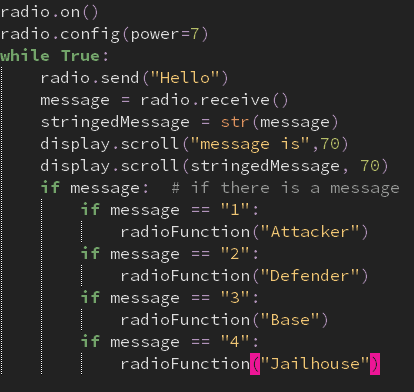 radio.on()
radio.config(power=7)
while True:
    radio.send("Hello")
    message = radio.receive()
    stringedMessage = str(message)
    display.scroll("message is",70)
    display.scroll(stringedMessage, 70)
    if message:  # if there is a message
        if message == "1":
            radioFunction("Attacker")
        if message == "2":
            radioFunction("Defender")
        if message == "3":
            radioFunction("Base")
        if message == "4":
            radioFunction("Jailhouse")